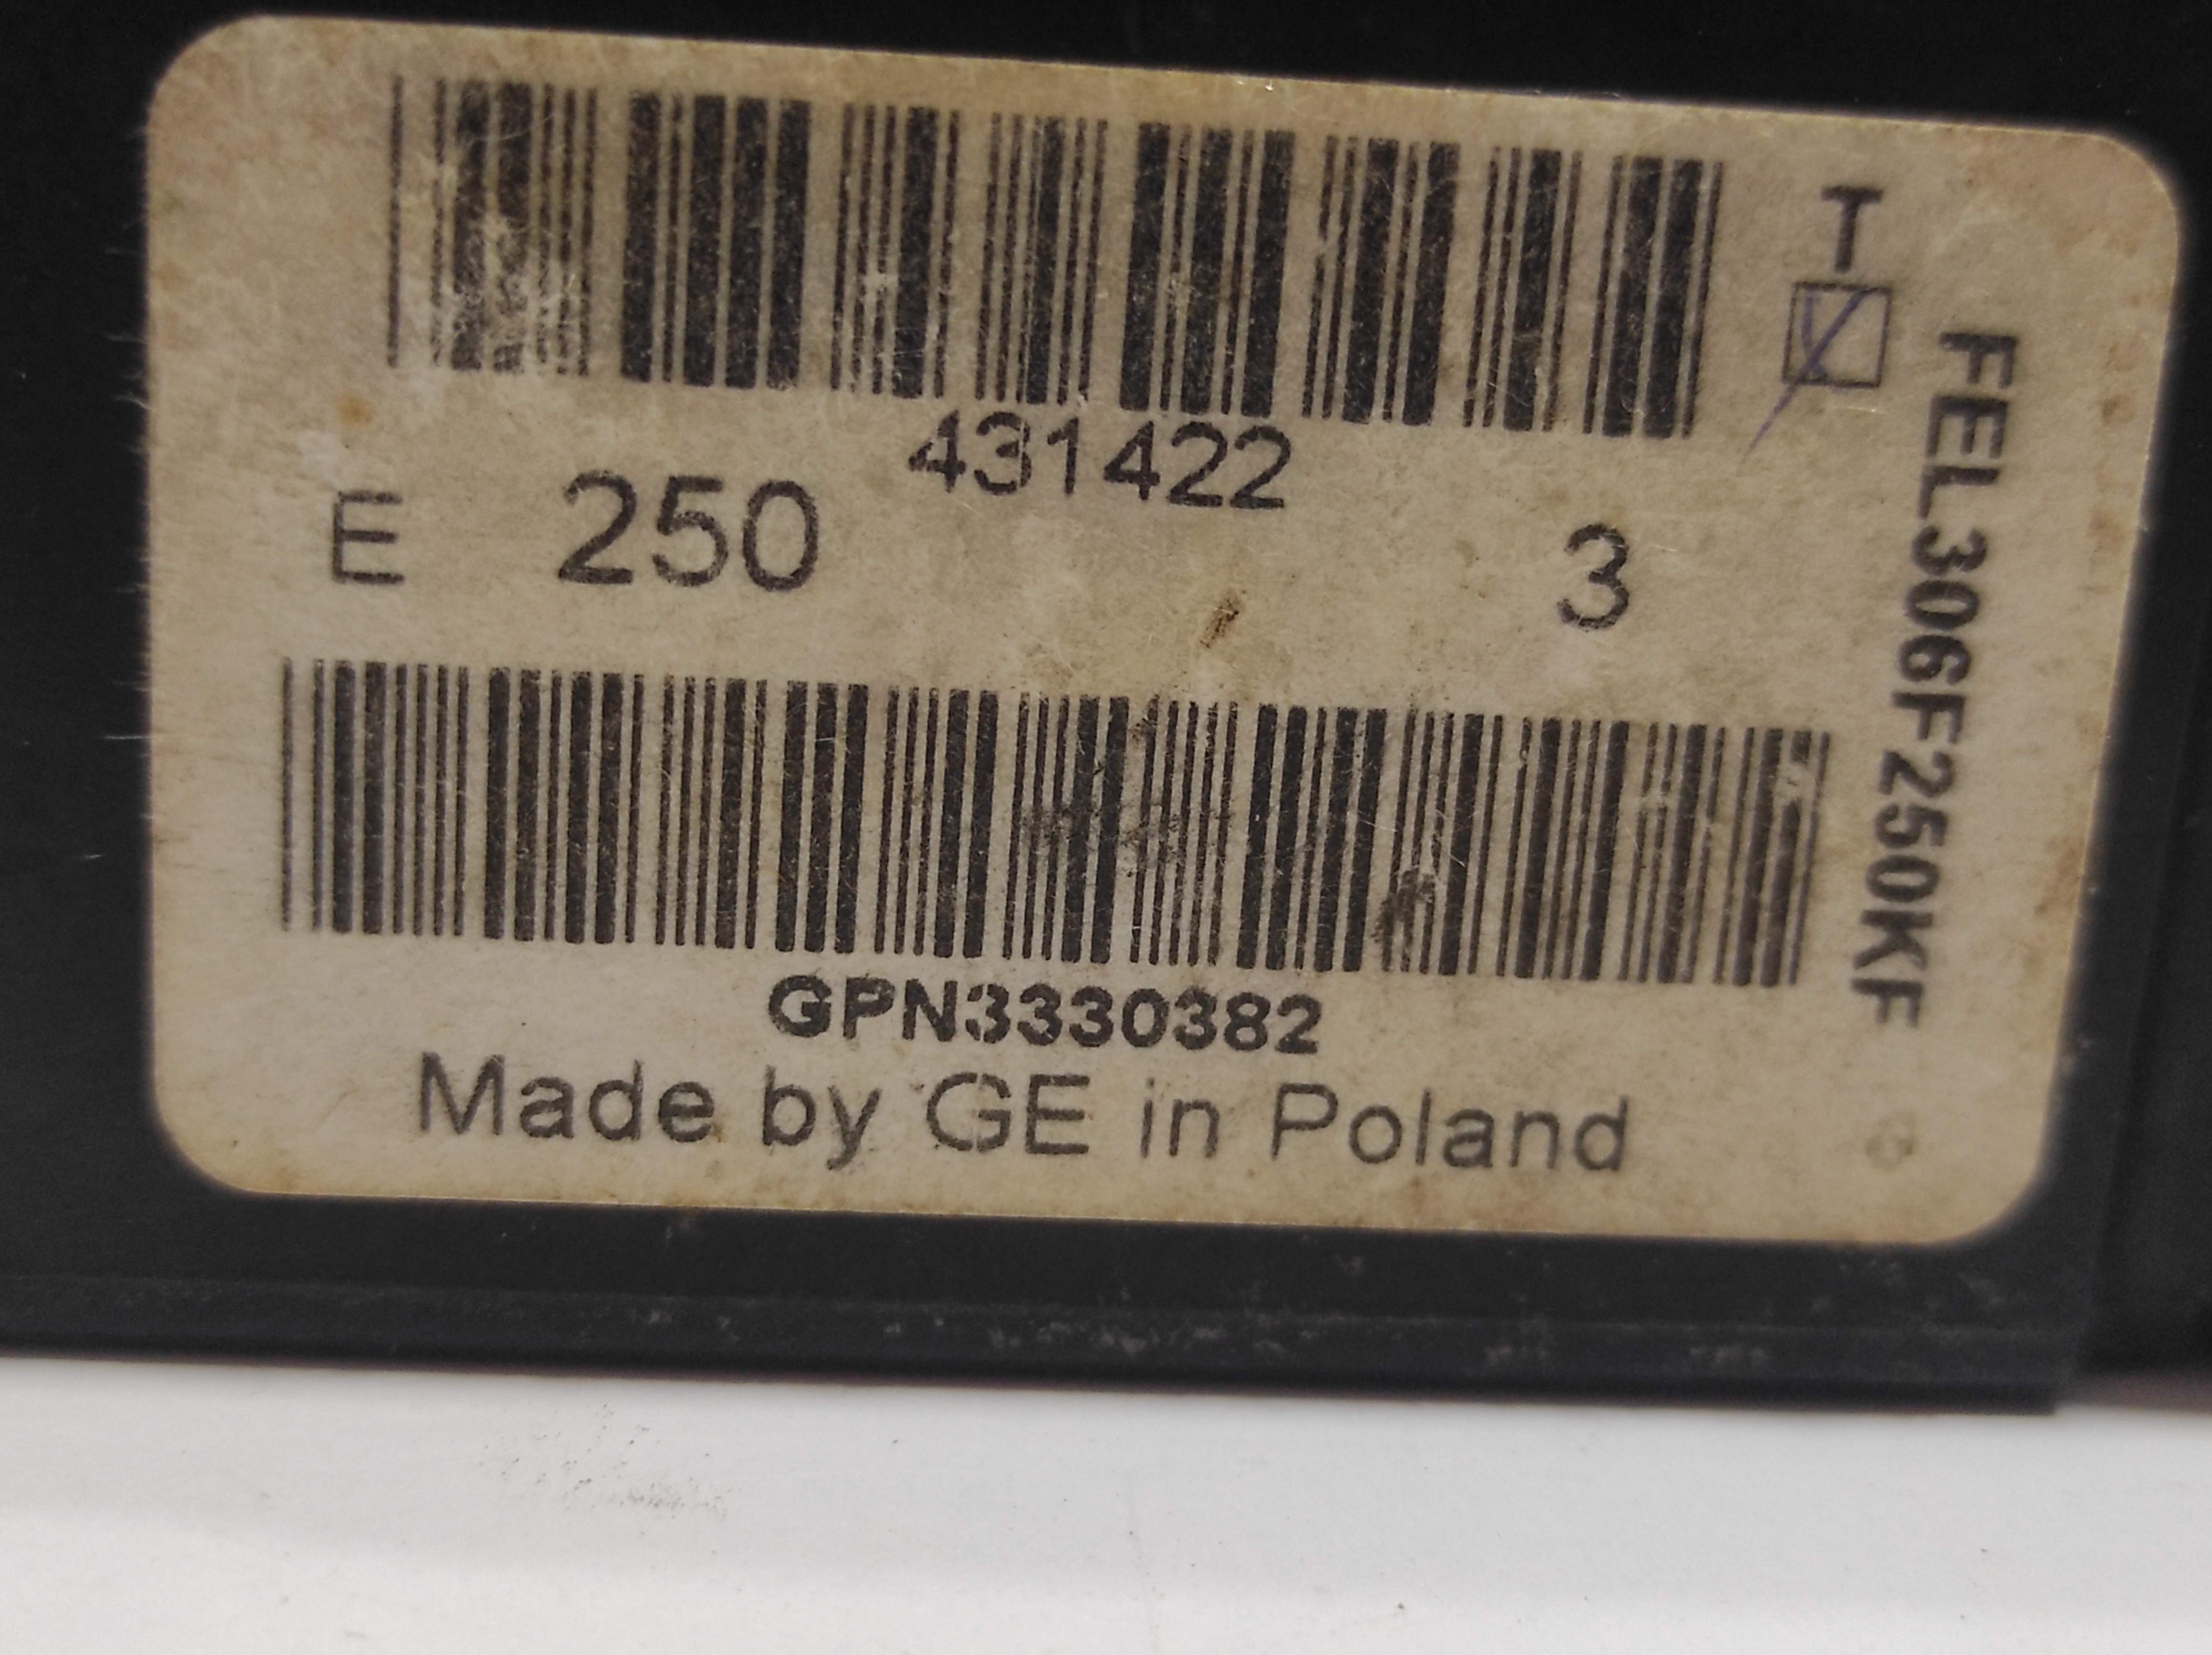 431422
E 250 3
GPN3330382
Made by GE in Poland
T
FEL306F250KF